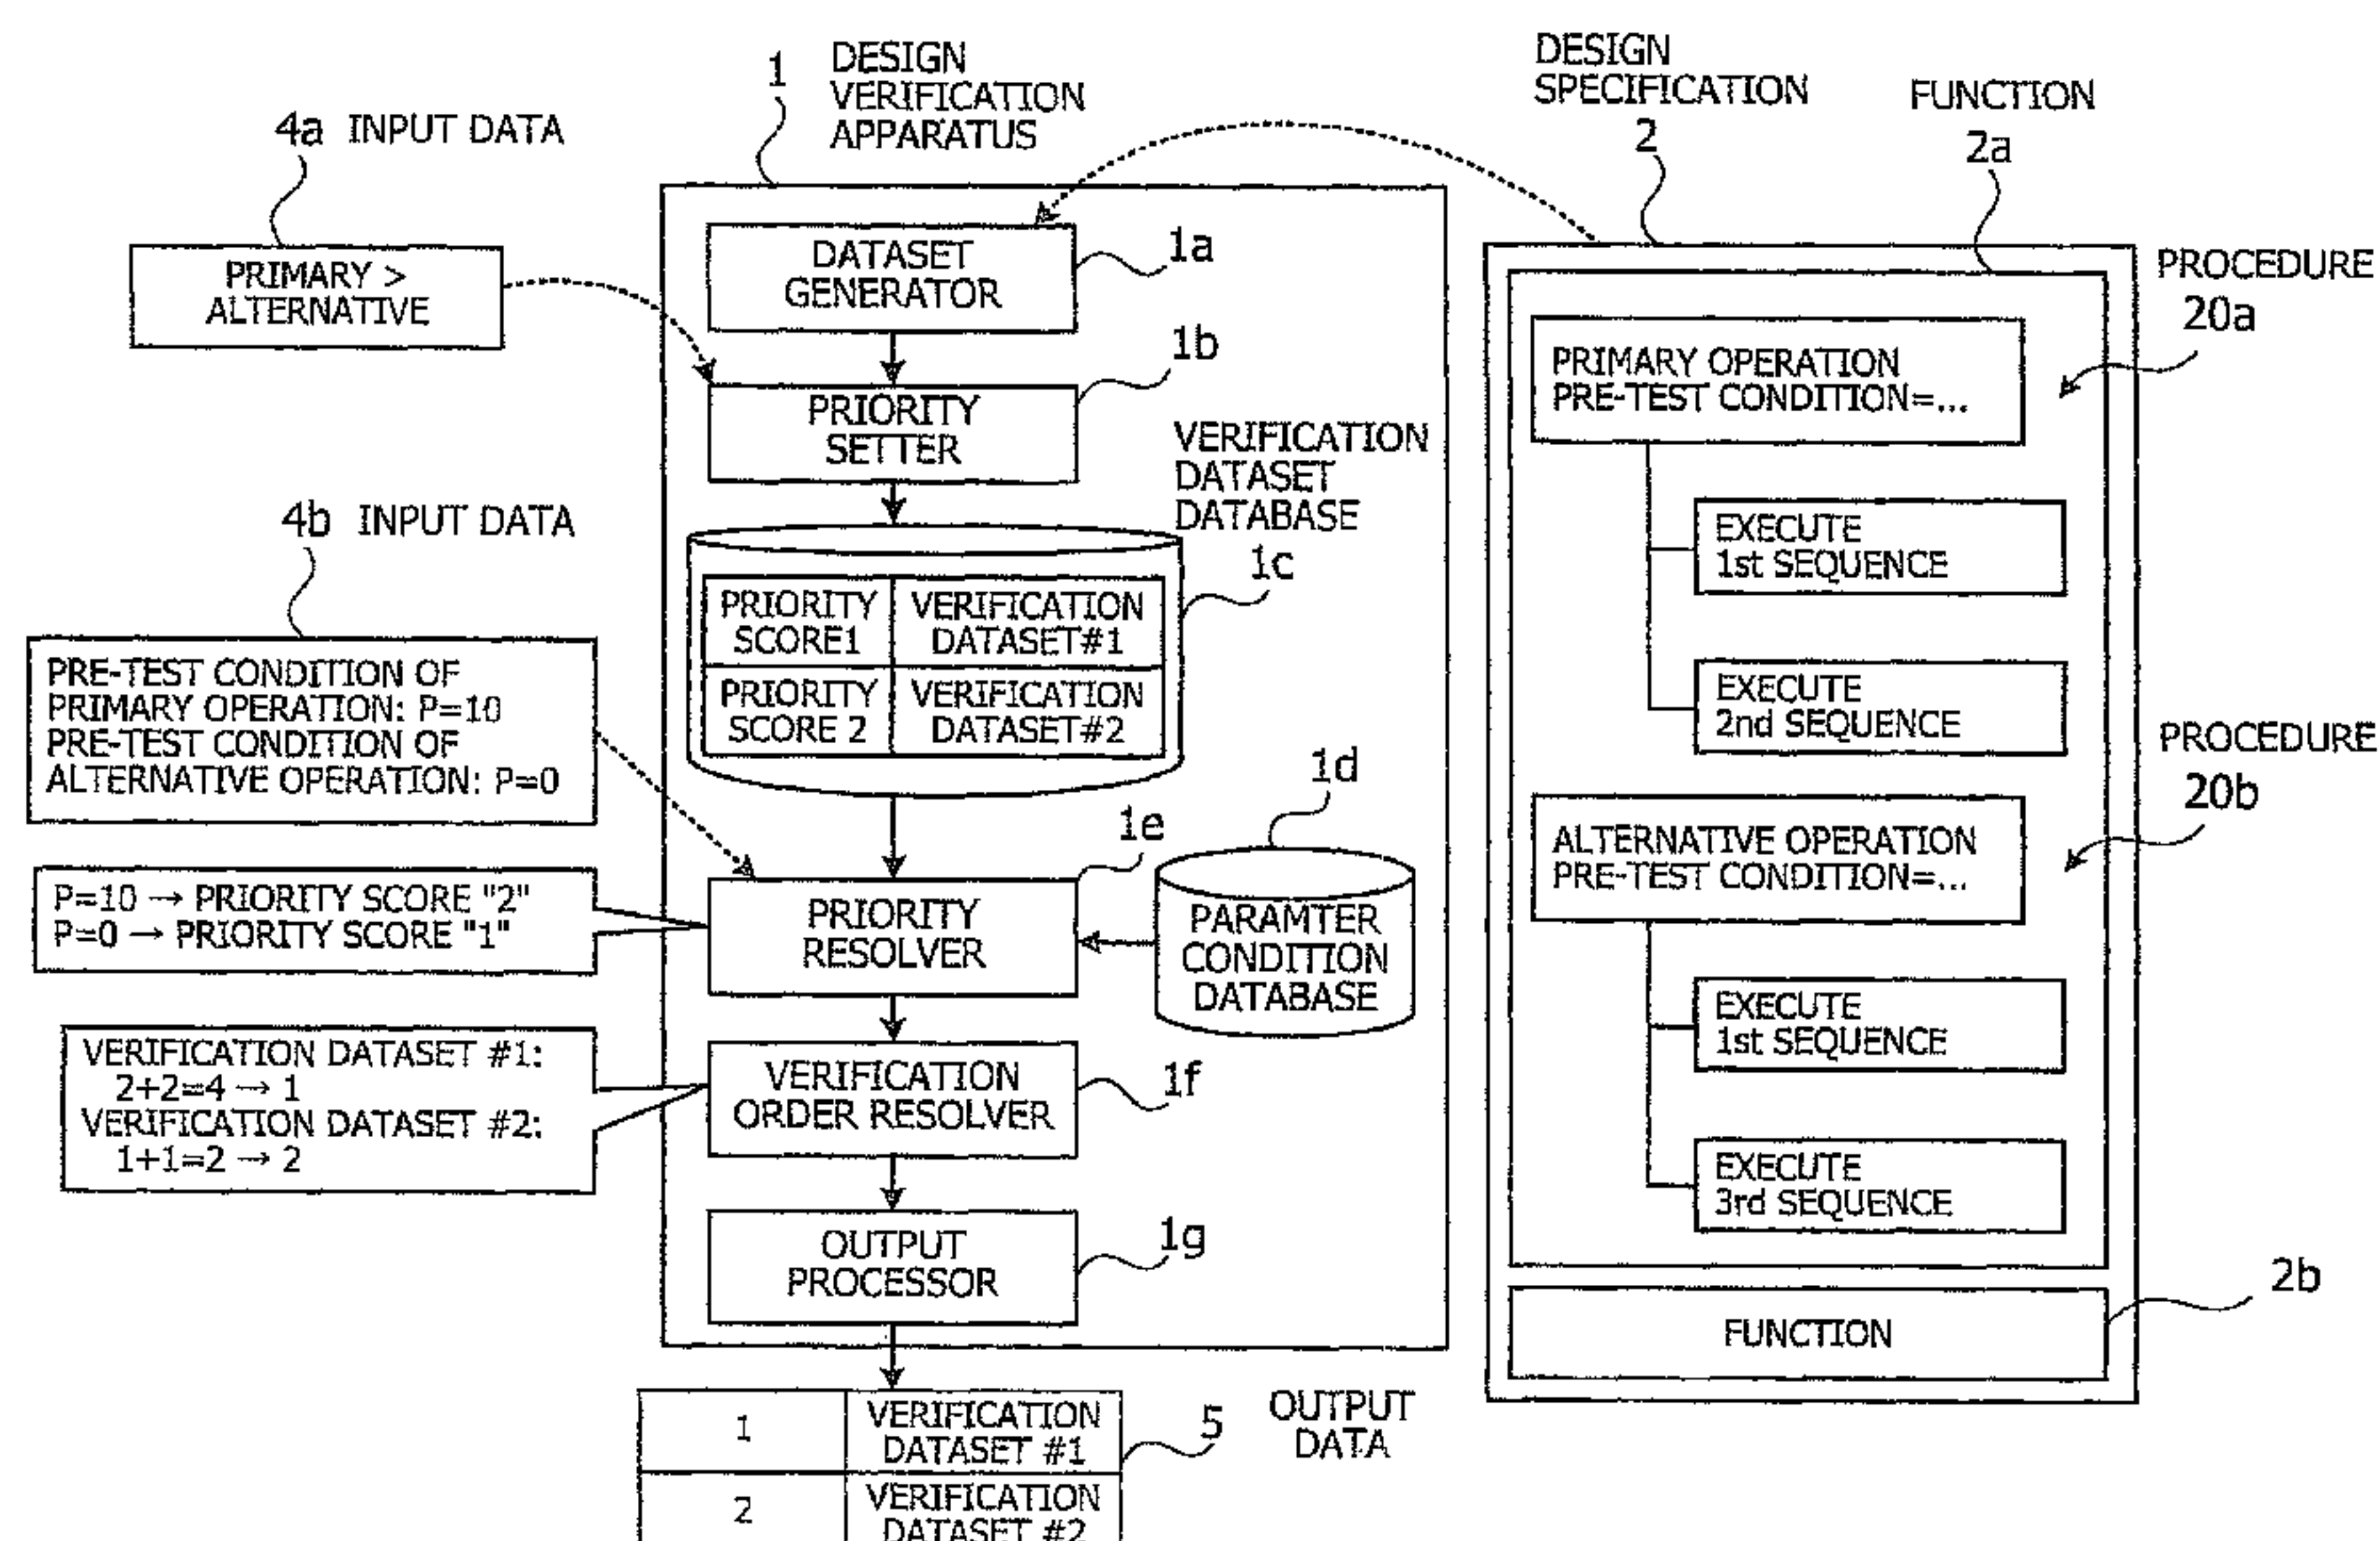 1
DESIGN
VERIFICATION
APPARATUS
4a INPUT DATA
PRIMARY >
ALTERNATIVE
DATASET
GENERATOR
1a
PRIORITY
SETTER
1b
VERIFICATION
DATASET
DATABASE
1c
PRIORITY
SCORE1
VERIFICATION
DATASET#1
PRIORITY
SCORE 2
VERIFICATION
DATASET#2
4b INPUT DATA
PRE-TEST CONDITION OF
PRIMARY OPERATION: P=10
PRE-TEST CONDITION OF
ALTERNATIVE OPERATION: P=0
1d
PARAMTER
CONDITION
DATABASE
1e
PRIORITY
RESOLVER
P=10 → PRIORITY SCORE "2"
P=0 → PRIORITY SCORE "1"
VERIFICATION
ORDER RESOLVER
1f
VERIFICATION DATASET #1:
2+2=4 → 1
VERIFICATION DATASET #2:
1+1=2 → 2
OUTPUT
PROCESSOR
1g
1
VERIFICATION
DATASET #1
2
VERIFICATION
DATASET #2
5
OUTPUT
DATA
DESIGN
SPECIFICATION
2
FUNCTION
2a
PROCEDURE
20a
PRIMARY OPERATION
PRE-TEST CONDITION=...
EXECUTE
1st SEQUENCE
EXECUTE
2nd SEQUENCE
PROCEDURE
20b
ALTERNATIVE OPERATION
PRE-TEST CONDITION=...
EXECUTE
1st SEQUENCE
EXECUTE
3rd SEQUENCE
2b
FUNCTION